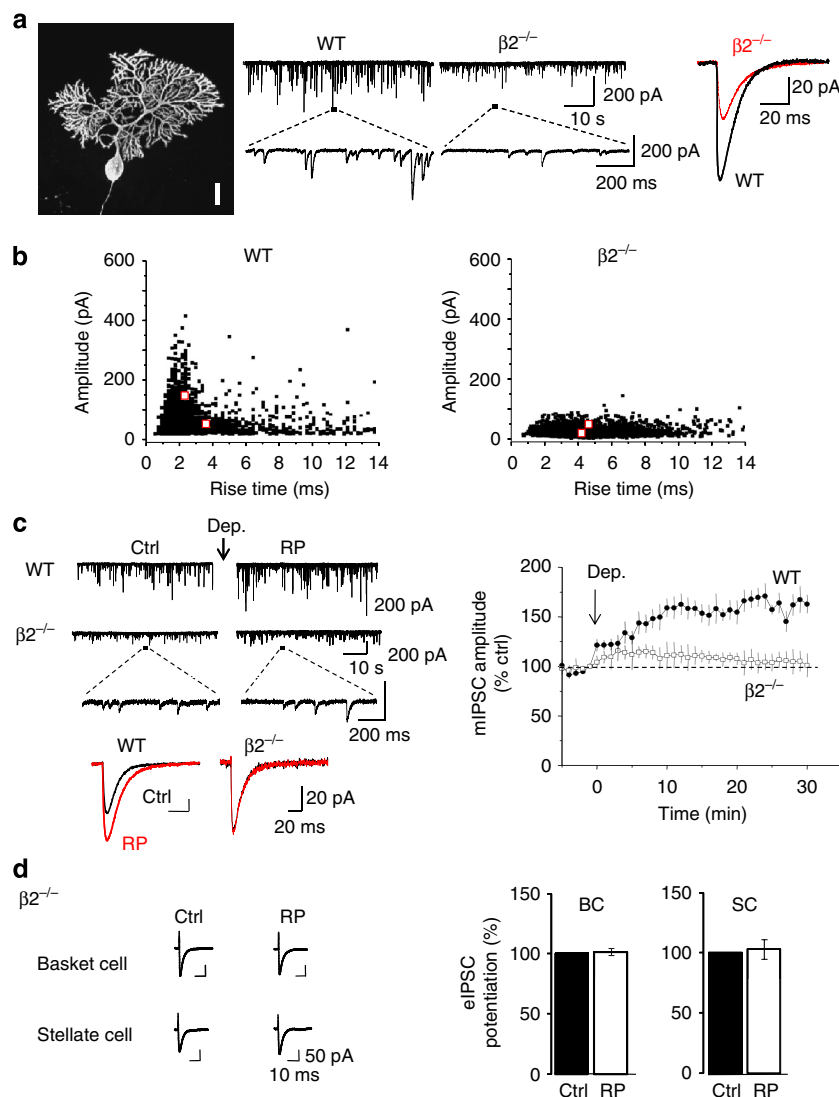 a
WT
β2−/−
200 pA
10 s
200 pA
200 ms
β2−/−
20 pA
20 ms
WT
b
WT
β2−/−
Amplitude (pA)
600
400
200
0
0 2 4 6 8 10 12 14
Rise time (ms)
Amplitude (pA)
600
400
200
0
0 2 4 6 8 10 12 14
Rise time (ms)
c
Dep.
Ctrl
RP
WT
200 pA
β2−/−
200 pA
10 s
200 ms
WT
β2−/−
Ctrl
RP
20 pA
20 ms
mIPSC amplitude
(% ctrl)
200
150
100
50
0
Dep.
WT
β2−/−
0 10 20 30
Time (min)
d
β2−/−
Ctrl
RP
Basket cell
Stellate cell
50 pA
10 ms
eIPSC
potentiation (%)
150
100
50
0
BC
Ctrl RP
150
100
50
0
SC
Ctrl RP